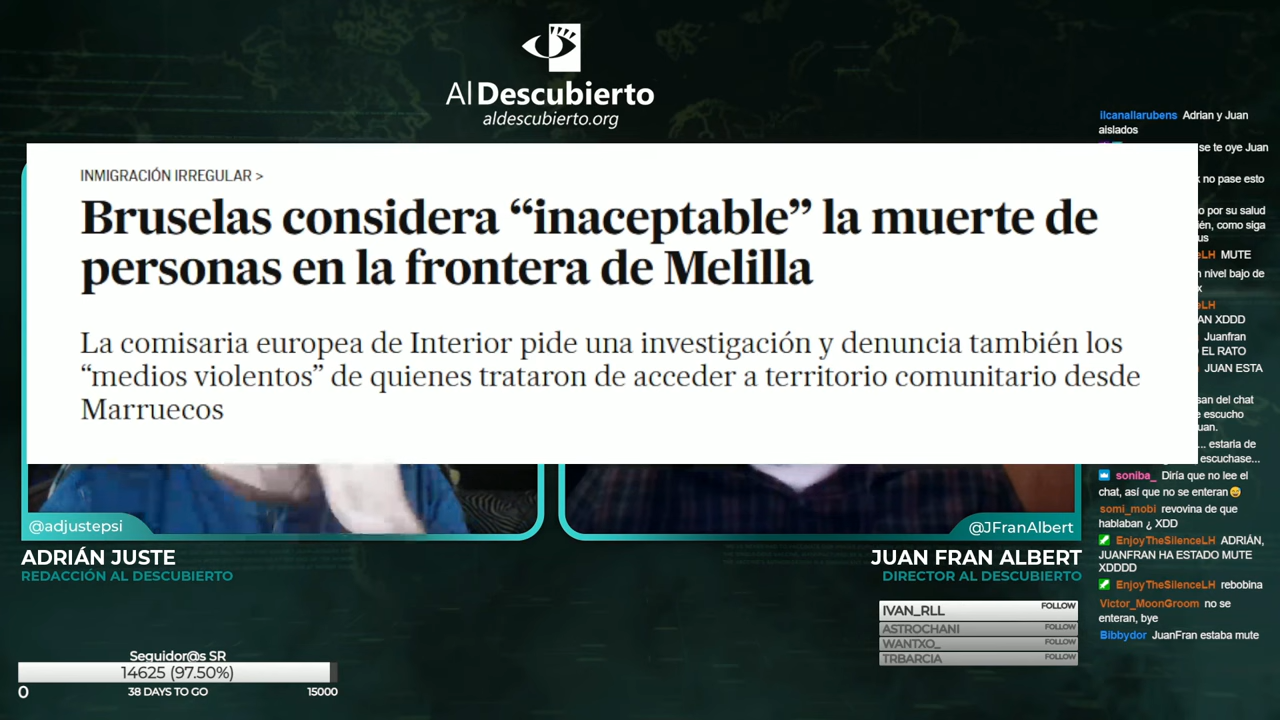 Al Descubierto
aldescubierto.org
INMIGRACIÓN IRREGULAR >
Bruselas considera “inaceptable” la muerte de
personas en la frontera de Melilla
La comisaria europea de Interior pide una investigación y denuncia también los
“medios violentos” de quienes trataron de acceder a territorio comunitario desde
Marruecos
@adjustepsi
@JFranAlbert
ADRIÁN JUSTE
REDACCIÓN AL DESCUBIERTO
JUAN FRAN ALBERT
DIRECTOR AL DESCUBIERTO
IVAN_RLL FOLLOW
ASTROCHANI FOLLOW
WANTXO_ FOLLOW
TRBARCIA FOLLOW
Seguidor@s SR
14625 (97.50%)
0 38 DAYS TO GO 15000
ilcanallarubens Adrian y Juan
aislados
se te oye Juan
no pase esto
o por su salud
, como siga
MUTE
nivel bajo de
XDDD
Juanfran
EL RATO
JUAN ESTA
del chat
escucho
... estaria de
escuchase...
soniba_ Diría que no lee el
chat, así que no se enteran😅
somi_mobi revovina de que
hablaban ¿ XDD
EnjoyTheSilenceLH ADRIÁN,
JUANFRAN HA ESTADO MUTE
XDDDD
EnjoyTheSilenceLH rebobina
Victor_MoonGroom no se
enteran, bye
Bibbydor JuanFran estaba mute